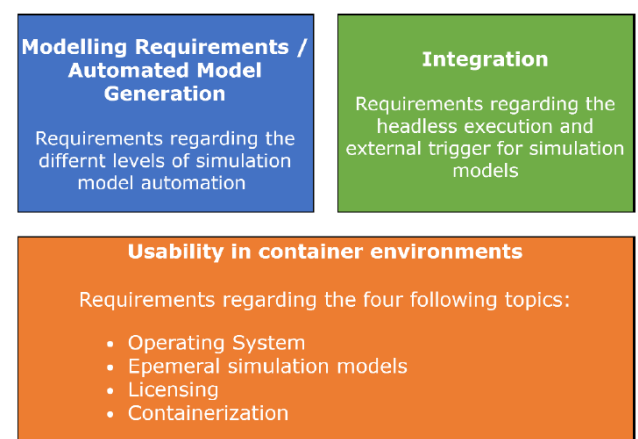 Modelling Requirements /
Automated Model
Generation
Requirements regarding the
differnt levels of simulation
model automation
Integration
Requirements regarding the
headless execution and
external trigger for simulation
models
Usability in container environments
Requirements regarding the four following topics:
• Operating System
• Epemeral simulation models
• Licensing
• Containerization